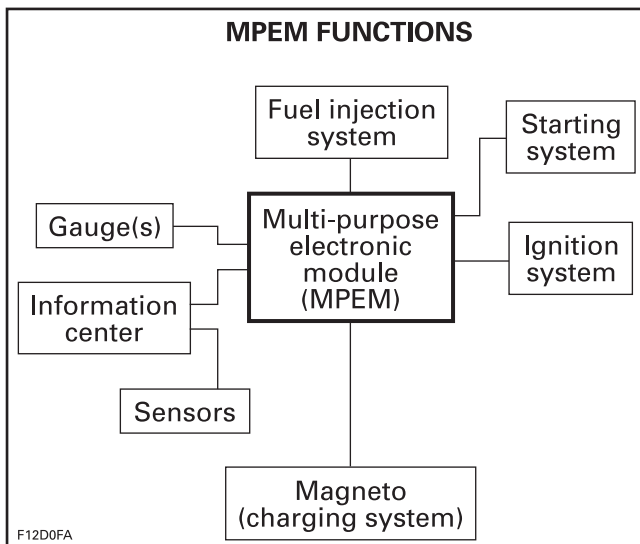 MPEM FUNCTIONS
Fuel injection
system
Starting
system
Gauge(s)
Multi-purpose
electronic
module
(MPEM)
Ignition
system
Information
center
Sensors
Magneto
(charging system)
F12D0FA